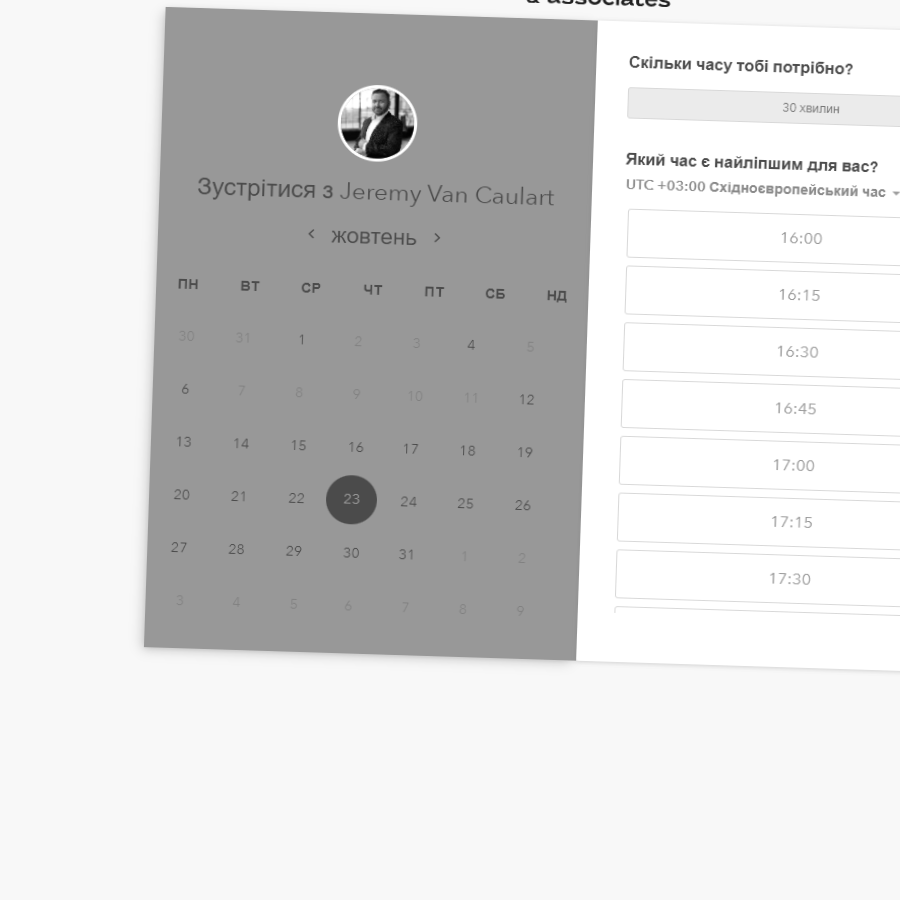 & associates
Зустрітися з Jeremy Van Caulart
‹ жовтень ›
ПН ВТ СР ЧТ ПТ СБ НД
30 31 1 2 3 4 5
6 7 8 9 10 11 12
13 14 15 16 17 18 19
20 21 22 23 24 25 26
27 28 29 30 31 1 2
3 4 5 6 7 8 9
Скільки часу тобі потрібно?
30 хвилин
Який час є найліпшим для вас?
UTC +03:00 Східноєвропейський час
16:00
16:15
16:30
16:45
17:00
17:15
17:30